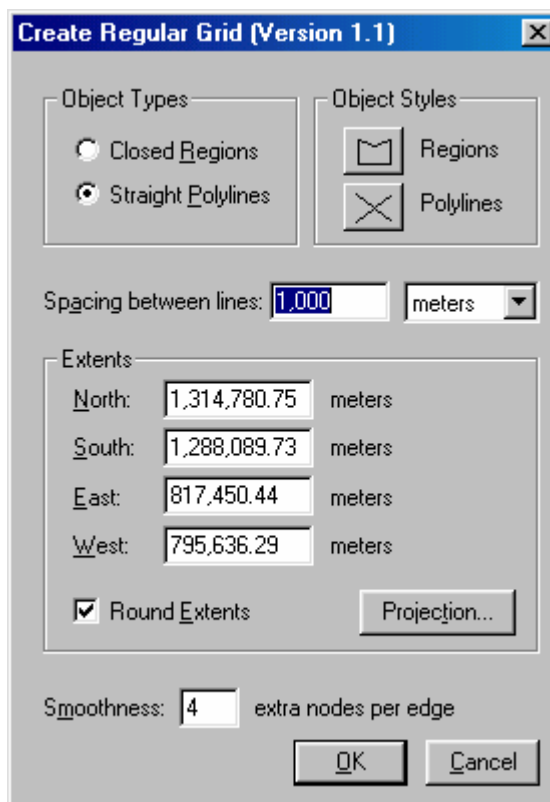 Create Regular Grid (Version 1.1)
Object Types
Closed Regions
Straight Polylines
Object Styles
Regions
Polylines
Spacing between lines: 1,000 meters
Extents
North: 1,314,780.75 meters
South: 1,288,089.73 meters
East: 817,450.44 meters
West: 795,636.29 meters
Round Extents Projection...
Smoothness: 4 extra nodes per edge
OK Cancel